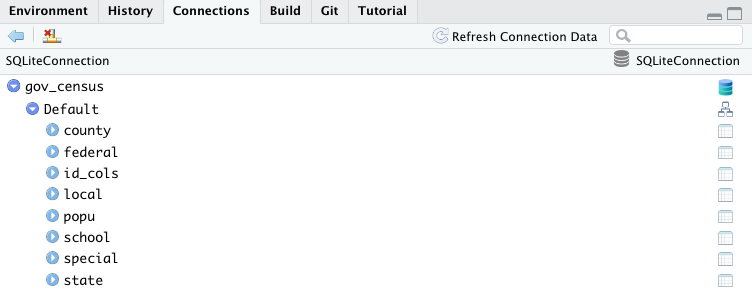 Environment History Connections Build Git Tutorial
Refresh Connection Data
SQLiteConnection SQLiteConnection
gov_census
Default
county
federal
id_cols
local
popu
school
special
state